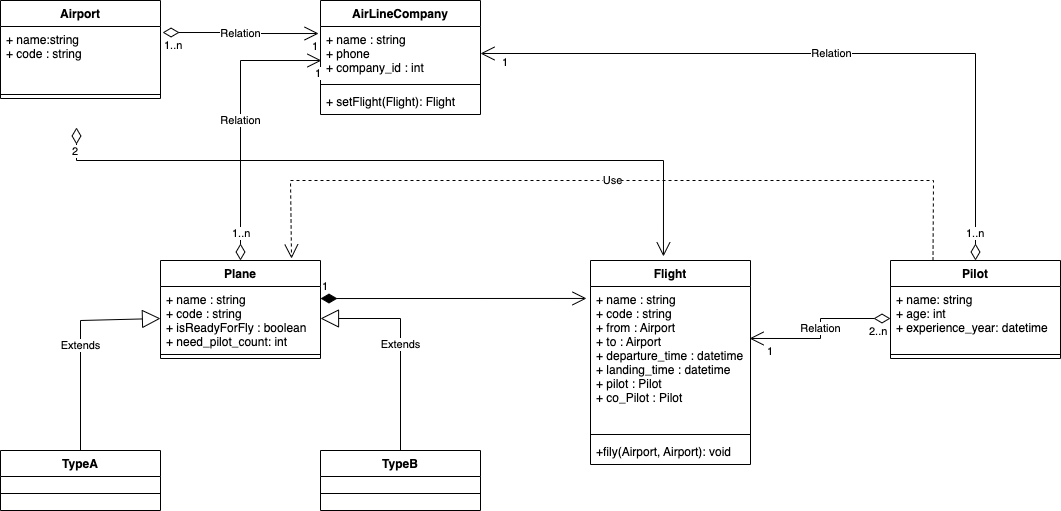 Airport
+ name:string
+ code : string
1..n
Relation
1
AirLineCompany
+ name : string
+ phone
+ company_id : int
+ setFlight(Flight): Flight
1
1
Relation
Relation
2
Use
1..n
1..n
Plane
+ name : string
+ code : string
+ isReadyForFly : boolean
+ need_pilot_count: int
1
Flight
+ name : string
+ code : string
+ from : Airport
+ to : Airport
+ departure_time : datetime
+ landing_time : datetime
+ pilot : Pilot
+ co_Pilot : Pilot
+fily(Airport, Airport): void
Pilot
+ name: string
+ age: int
+ experience_year: datetime
Relation
2..n
1
Extends
Extends
TypeA
TypeB